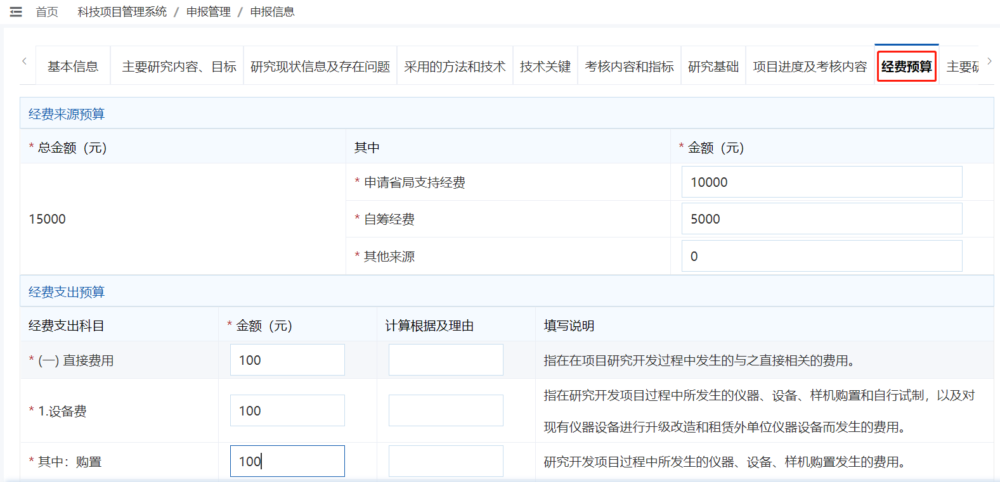 首页 科技项目管理系统 / 申报管理 / 申报信息
基本信息 主要研究内容、目标 研究现状信息及存在问题 采用的方法和技术 技术关键 考核内容和指标 研究基础 项目进度及考核内容 经费预算 主要研
经费来源预算
* 总金额（元） 其中 * 金额（元）
* 申请省局支持经费 10000
15000 * 自筹经费 5000
* 其他来源 0
经费支出预算
经费支出科目 * 金额（元） 计算根据及理由 填写说明
* (一) 直接费用 100 指在在项目研究开发过程中发生的与之直接相关的费用。
* 1.设备费 100 指在研究开发项目过程中所发生的仪器、设备、样机购置和自行试制，以及对
现有仪器设备进行升级改造和租赁外单位仪器设备而发生的费用。
* 其中：购置 100 研究开发项目过程中所发生的仪器、设备、样机购置发生的费用。